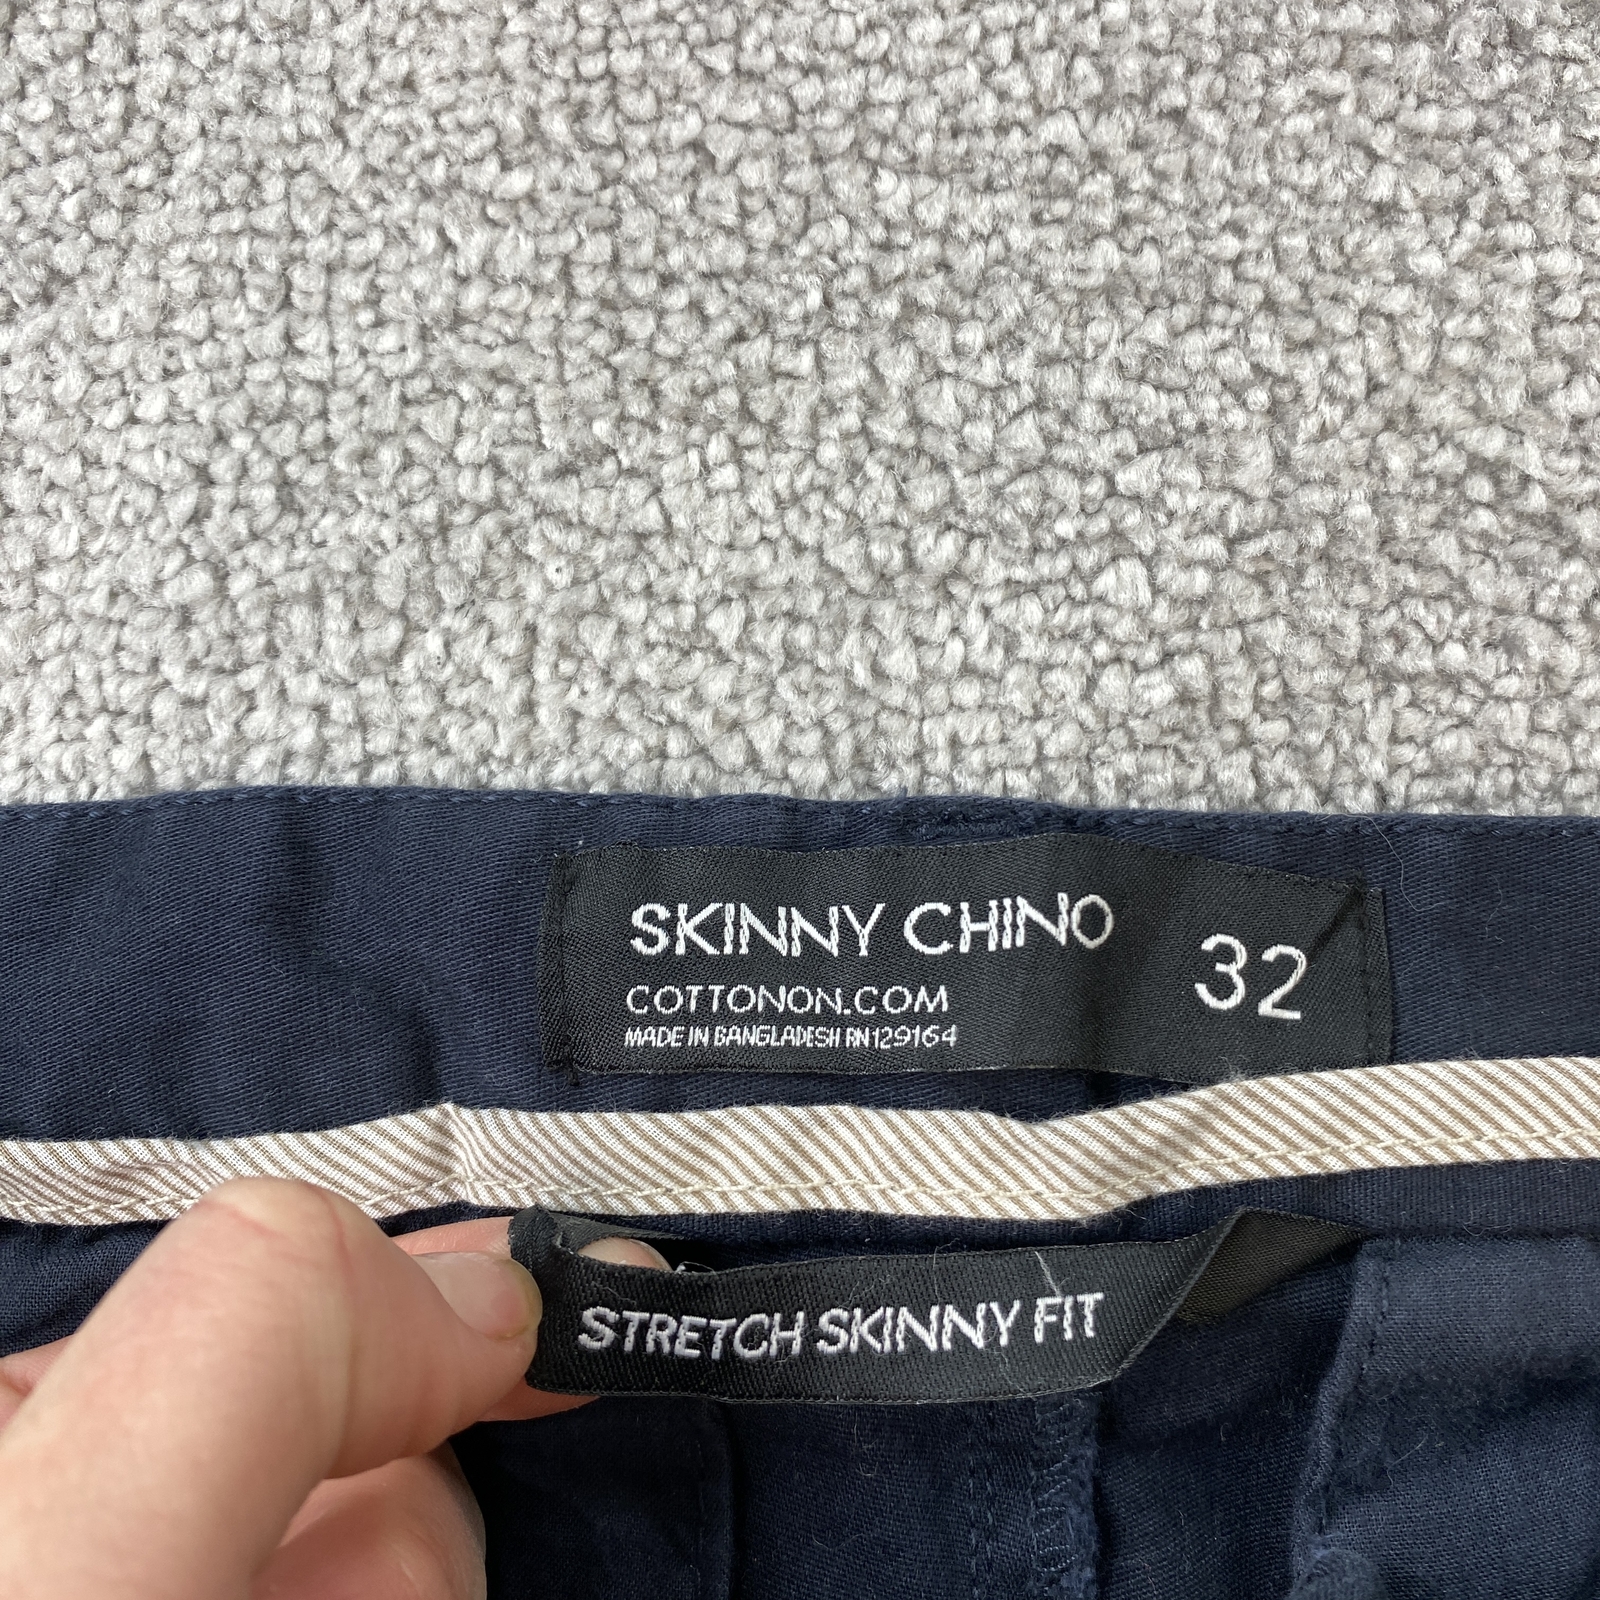 SKINNY CHINO
32
COTTONON.COM
MADE IN BANGLADESH RN129164
STRETCH SKINNY FIT